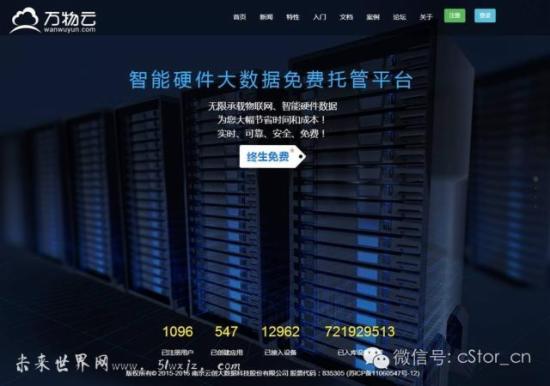 万物云
wanwuyun.com
首页 新闻 特性 入门 文档 案例 论坛 关于 注册 登录
智能硬件大数据免费托管平台
无限承载物联网、智能硬件数据
为您大幅节省时间和成本！
实时、可靠、安全、免费！
终生免费
1096 547 12962 721929513
已注册用户 已创建应用 已接入设备 已入库数
未来世界网 www.51wxjz.com
微信号: cStor_cn
版权所有© 2015-2016 南京云创大数据科技股份有限公司 股票代码：835305 (苏ICP备11060547号-12)